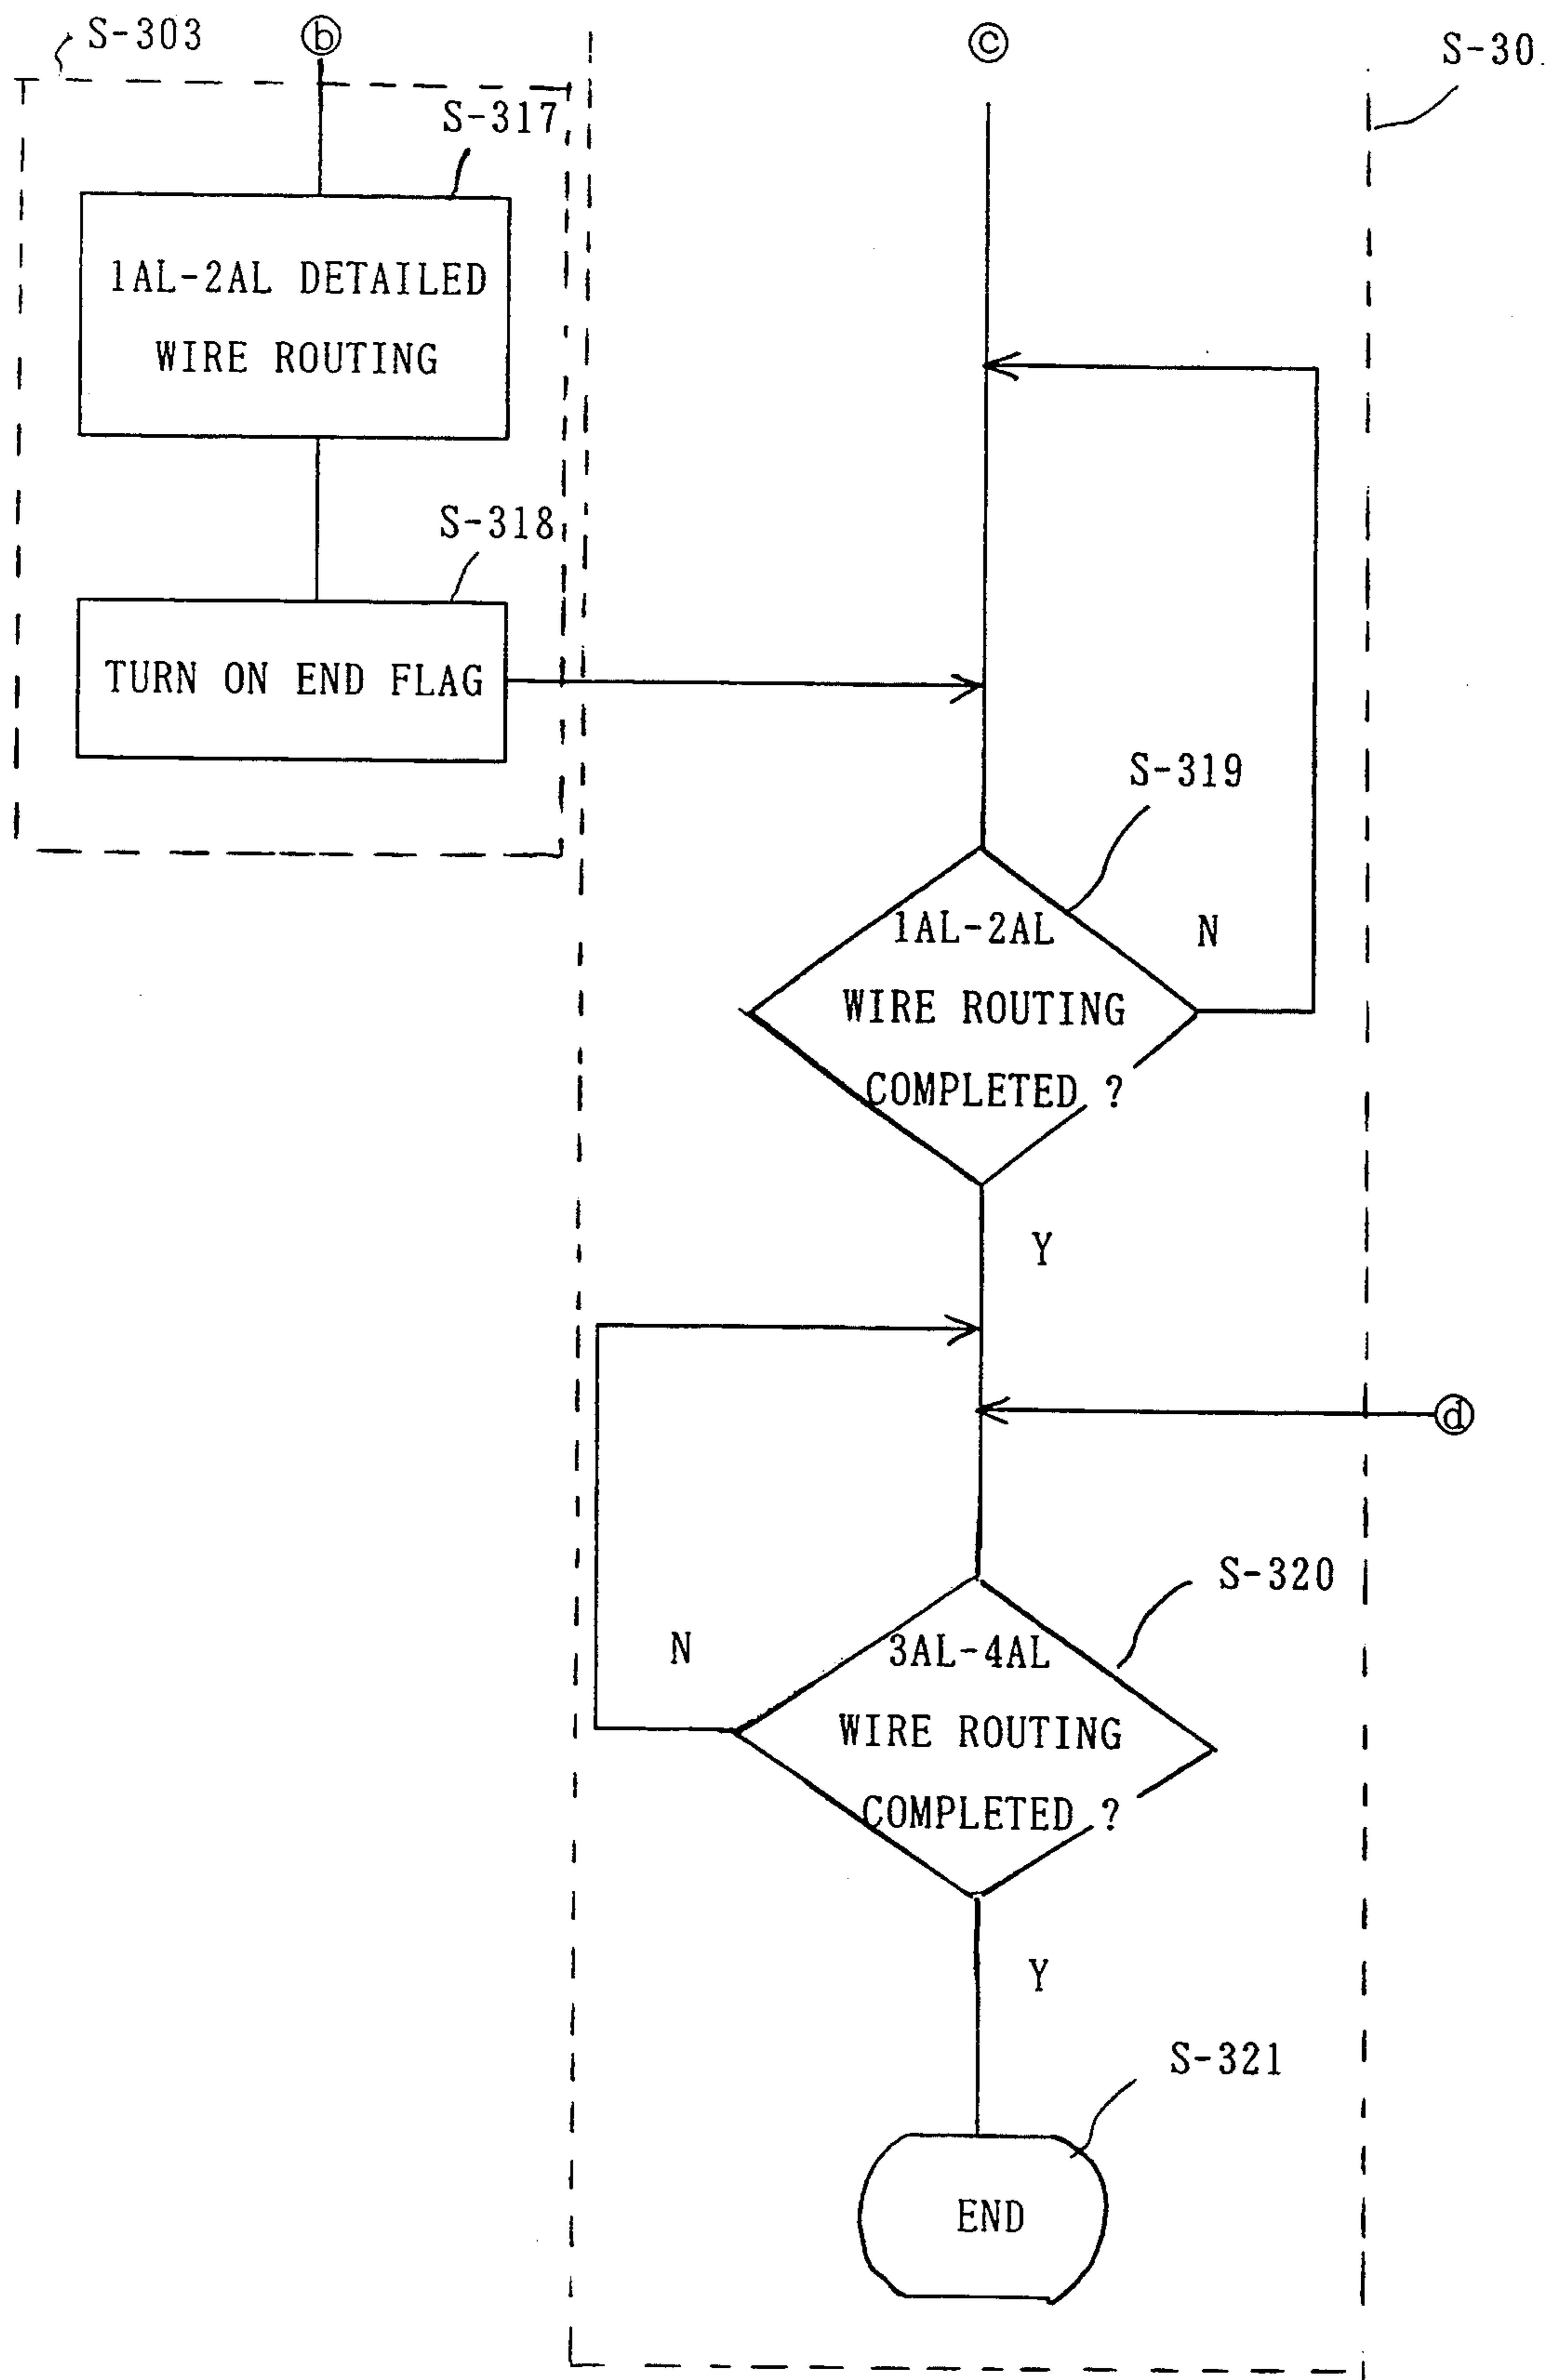 S-303
ⓑ
ⓒ
S-30
S-317
1AL-2AL DETAILED
WIRE ROUTING
S-318
TURN ON END FLAG
S-319
1AL-2AL
WIRE ROUTING
COMPLETED ?
N
Y
ⓓ
S-320
3AL-4AL
WIRE ROUTING
COMPLETED ?
N
Y
S-321
END